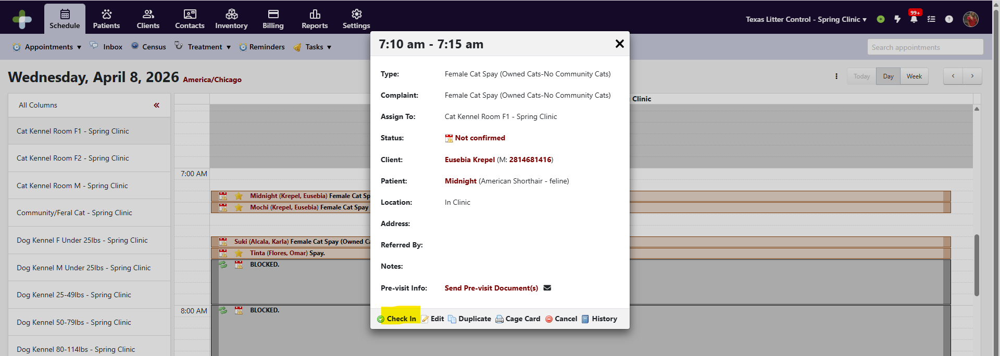 Schedule
Patients
Clients
Contacts
Inventory
Billing
Reports
Settings
Texas Litter Control - Spring Clinic ▾
99+
Appointments ▾
Inbox
Census
Treatment ▾
Reminders
Tasks ▾
Search appointments
Wednesday, April 8, 2026 America/Chicago
Today
Day
Week
All Columns «
Cat Kennel Room F1 - Spring Clinic
Cat Kennel Room F2 - Spring Clinic
Cat Kennel Room M - Spring Clinic
Community/Feral Cat - Spring Clinic
Dog Kennel F Under 25lbs - Spring Clinic
Dog Kennel M Under 25lbs - Spring Clinic
Dog Kennel 25-49lbs - Spring Clinic
Dog Kennel 50-79lbs - Spring Clinic
Dog Kennel 80-114lbs - Spring Clinic
Clinic
7:00 AM
Midnight (Krepel, Eusebia) Female Cat Sp
Mochi (Krepel, Eusebia) Female Cat Spay
Suki (Alcala, Karla) Female Cat Spay (Owned Ca
Tinta (Flores, Omar) Spay.
BLOCKED.
8:00 AM
BLOCKED.
7:10 am - 7:15 am
Type: Female Cat Spay (Owned Cats-No Community Cats)
Complaint: Female Cat Spay (Owned Cats-No Community Cats)
Assign To: Cat Kennel Room F1 - Spring Clinic
Status: Not confirmed
Client: Eusebia Krepel (M: 2814681416)
Patient: Midnight (American Shorthair - feline)
Location: In Clinic
Address:
Referred By:
Notes:
Pre-visit Info: Send Pre-visit Document(s)
Check In
Edit
Duplicate
Cage Card
Cancel
History